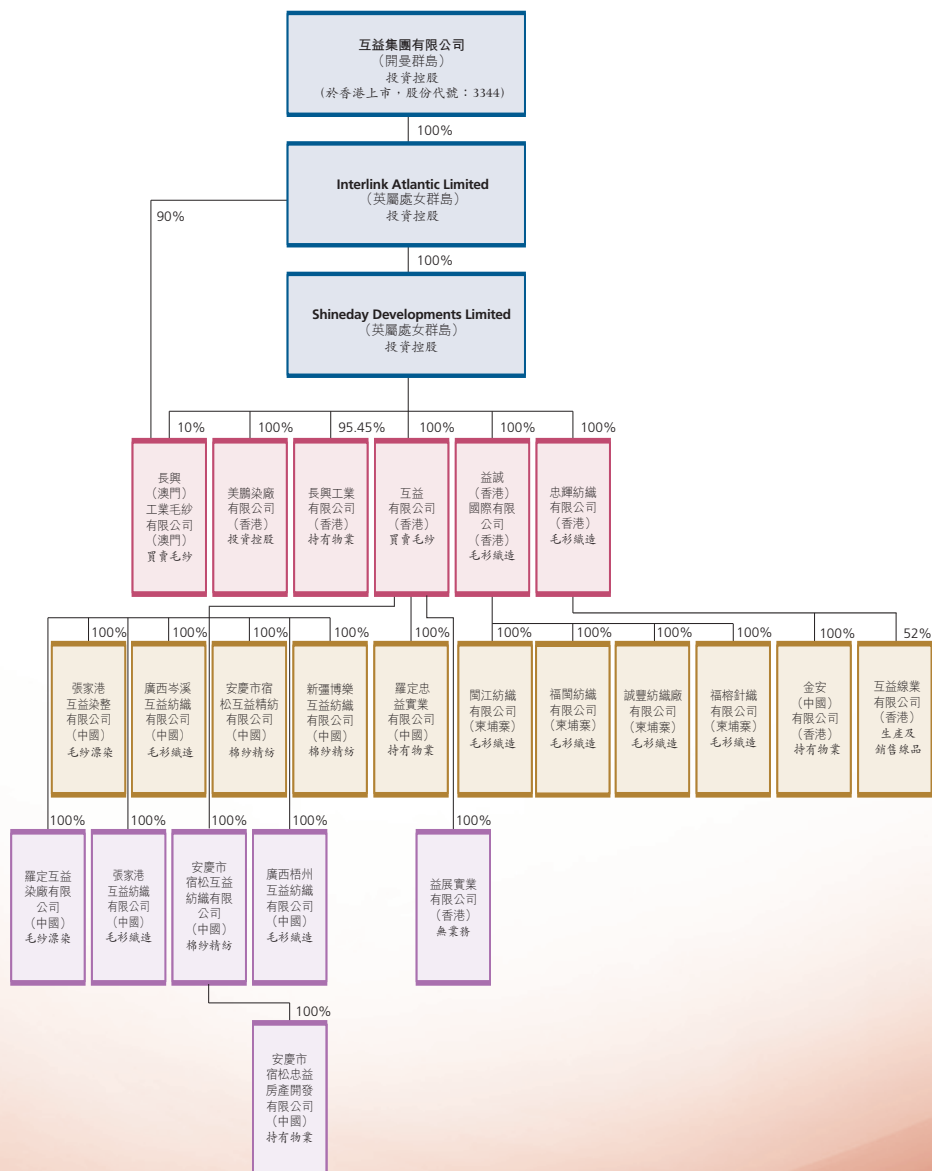 互益集團有限公司
（開曼群島）
投資控股
(於香港上市，股份代號：3344)
100%
Interlink Atlantic Limited
（英屬處女群島）
投資控股
90%
100%
Shineday Developments Limited
（英屬處女群島）
投資控股
10%
100%
95.45%
100%
100%
100%
長興
（澳門）
工業毛紗
有限公司
（澳門）
買賣毛紗
美鵬染廠
有限公司
（香港）
投資控股
長興工業
有限公司
（香港）
持有物業
互益
有限公司
（香港）
買賣毛紗
益誠
（香港）
國際有限
公司
（香港）
毛衫織造
忠輝紡織
有限公司
（香港）
毛衫織造
100%
100%
100%
100%
100%
100%
100%
100%
100%
100%
52%
張家港
互益染整
有限公司
（中國）
毛紗漂染
廣西岑溪
互益紡織
有限公司
（中國）
毛衫織造
安慶市宿
松互益精紡
有限公司
（中國）
棉紗精紡
新疆博樂
互益紡織
有限公司
（中國）
棉紗精紡
羅定忠
益實業
有限公司
（中國）
持有物業
閩江紡織
有限公司
（柬埔寨）
毛衫織造
福閩紡織
有限公司
（柬埔寨）
毛衫織造
誠豐紡織廠
有限公司
（柬埔寨）
毛衫織造
福榕針織
有限公司
（柬埔寨）
毛衫織造
金安
（中國）
有限公司
（香港）
持有物業
互益線業
有限公司
（香港）
生產及
銷售線品
100%
100%
100%
100%
100%
羅定互益
染廠有限
公司
（中國）
毛紗漂染
張家港
互益紡織
有限公司
（中國）
毛衫織造
安慶市
宿松互益
紡織有限
公司
（中國）
棉紗精紡
廣西梧州
互益紡織
有限公司
（中國）
毛衫織造
益展實業
有限公司
（香港）
無業務
100%
安慶市
宿松忠益
房產開發
有限公司
（中國）
持有物業